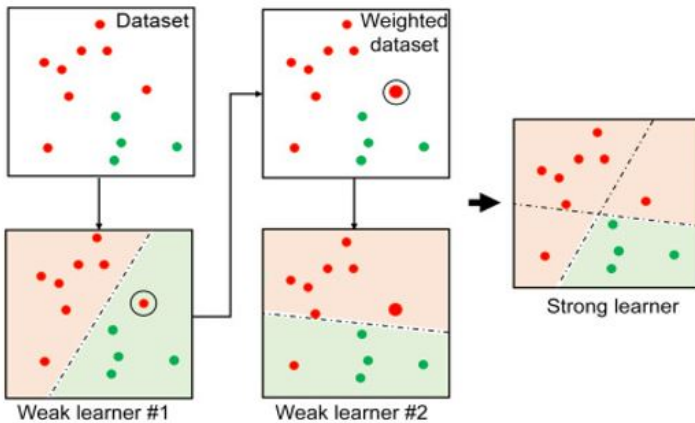 Dataset
Weighted
dataset
Strong learner
Weak learner #1
Weak learner #2